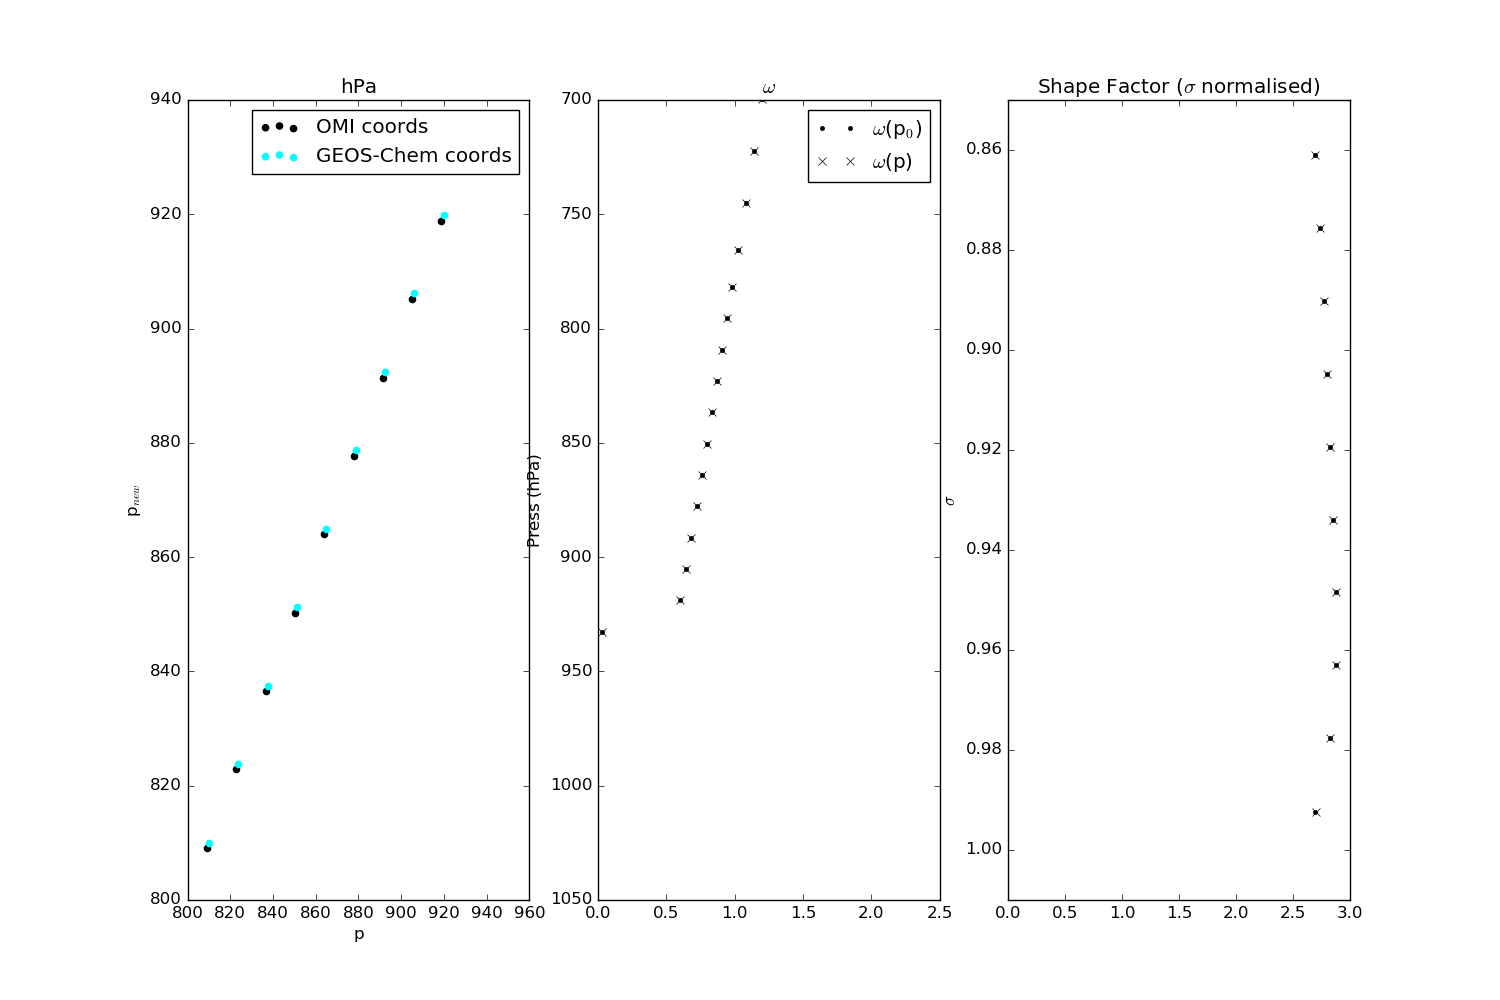 hPa
OMI coords
GEOS-Chem coords
940
920
900
880
860
840
820
800
p_new
800 820 840 860 880 900 920 940 960
p
ω
ω(p₀)
ω(p)
700
750
800
850
900
950
1000
1050
Press (hPa)
0.0 0.5 1.0 1.5 2.0 2.5
Shape Factor (σ normalised)
0.86
0.88
0.90
0.92
0.94
0.96
0.98
1.00
σ
0.0 0.5 1.0 1.5 2.0 2.5 3.0